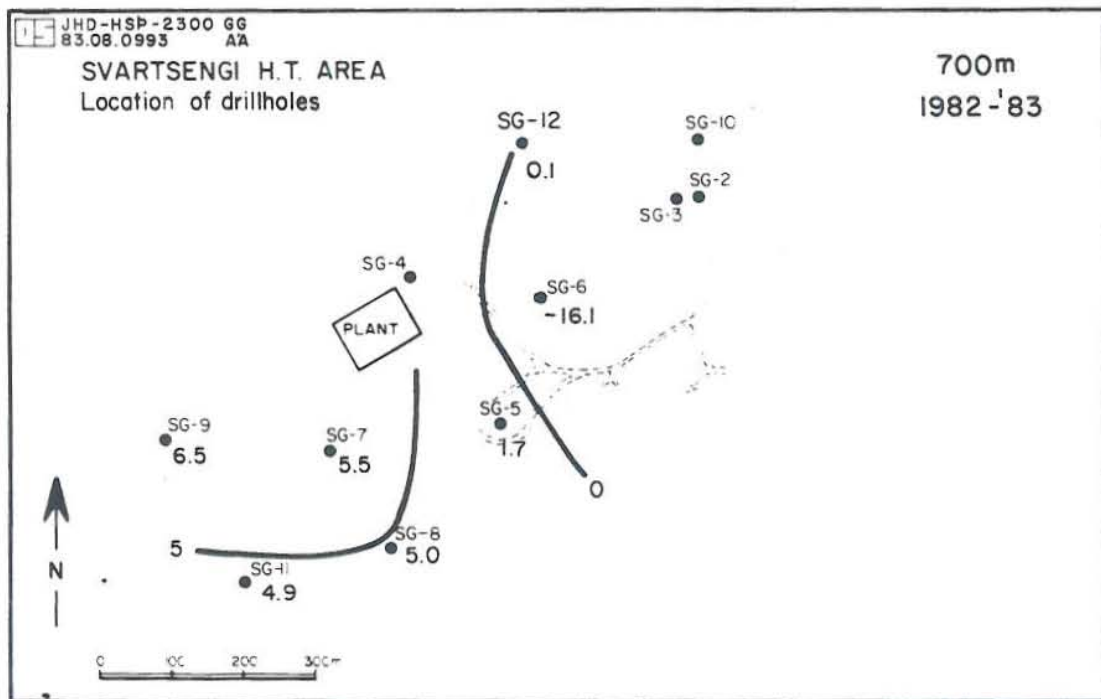 OS JHD-HSÞ-2300 GG
83.08.0993 AA
SVARTSENGI H.T. AREA
Location of drillholes
700m
1982-'83
SG-12
0.1
SG-10
SG-2
SG-3
SG-4
SG-6
-16.1
PLANT
SG-5
1.7
SG-9
6.5
SG-7
5.5
0
SG-8
5.0
5
SG-11
4.9
N
0 100 200 300m